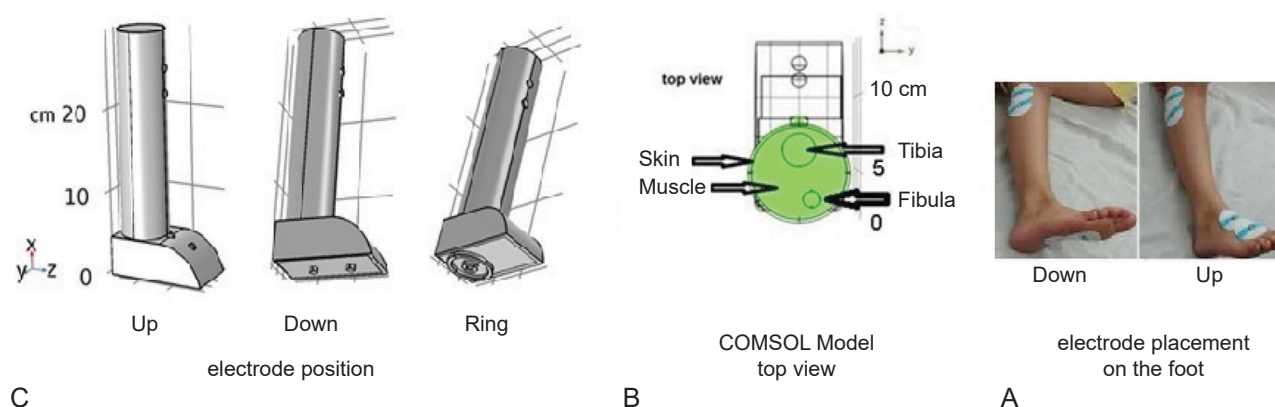 cm 20
10
0
x
y
z
Up
Down
Ring
electrode position
C
z
y
top view
10 cm
Skin
Muscle
Tibia
5
Fibula
0
COMSOL Model
top view
B
Down
Up
electrode placement
on the foot
A